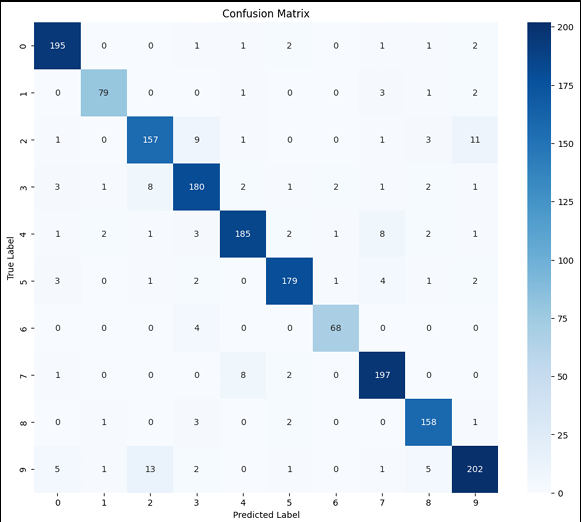 Confusion Matrix
0 195 0 0 1 1 2 0 1 1 2
1 0 79 0 0 1 0 0 3 1 2
2 1 0 157 9 1 0 0 1 3 11
3 3 1 8 180 2 1 2 1 2 1
4 1 2 1 3 185 2 1 8 2 1
5 3 0 1 2 0 179 1 4 1 2
6 0 0 0 4 0 0 68 0 0 0
7 1 0 0 0 8 2 0 197 0 0
8 0 1 0 3 0 2 0 0 158 1
9 5 1 13 2 0 1 0 1 5 202
0 1 2 3 4 5 6 7 8 9
True Label
Predicted Label
200
175
150
125
100
75
50
25
0